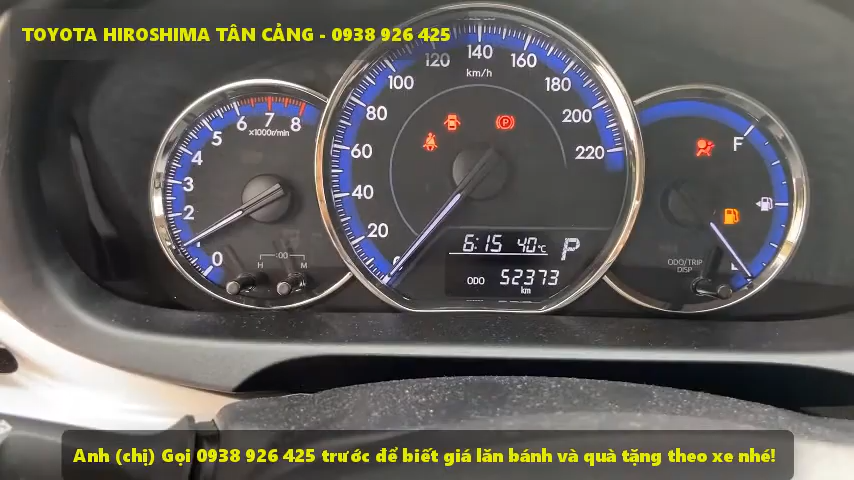 TOYOTA HIROSHIMA TÂN CẢNG - 0938 926 425
0 2 3 4 5 6 7 8
x1000r/min
:00
H M
0 20 40 60 80 100 120 140 160 180 200 220
km/h
P
6:15 40°C P
ODO 52373
km
F
ODO/TRIP
DISP
Anh (chị) Gọi 0938 926 425 trước để biết giá lăn bánh và quà tặng theo xe nhé!